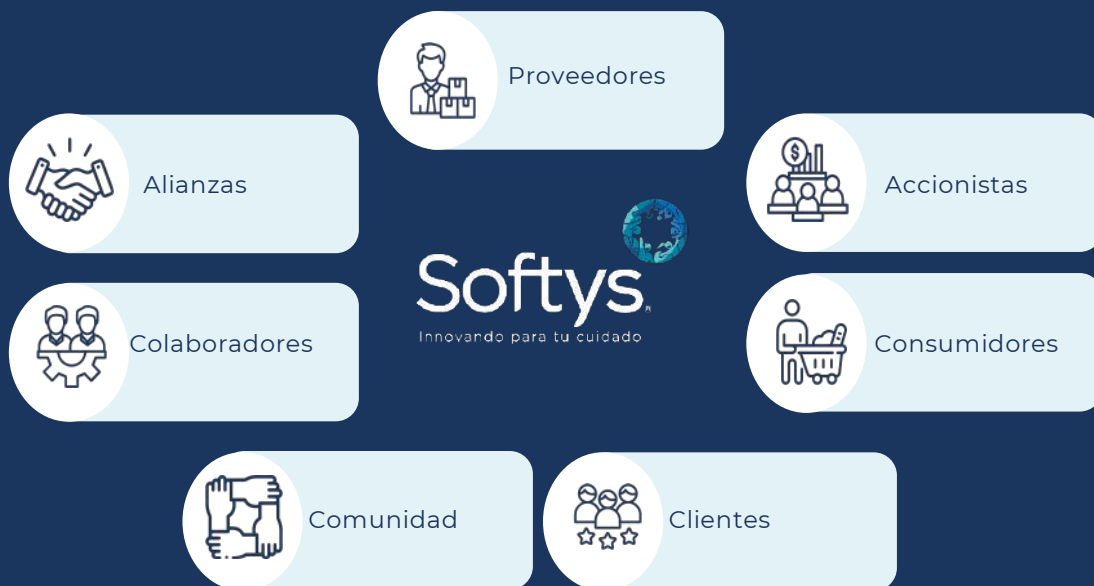 Proveedores
Alianzas
Accionistas
Softys
Innovando para tu cuidado
Colaboradores
Consumidores
Comunidad
Clientes